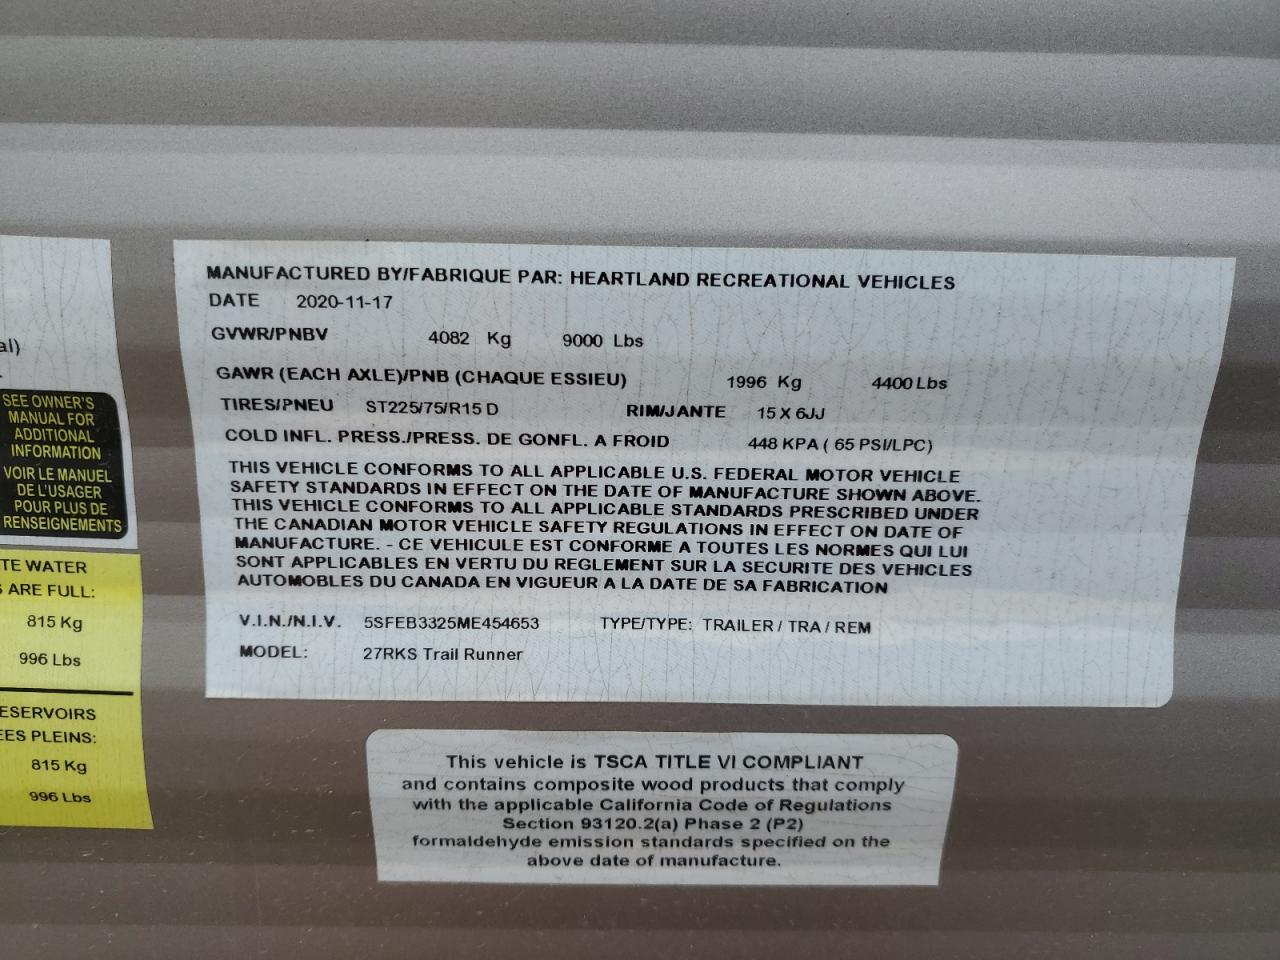 MANUFACTURED BY/FABRIQUE PAR: HEARTLAND RECREATIONAL VEHICLES
DATE 2020-11-17
GVWR/PNBV 4082 Kg 9000 Lbs
GAWR (EACH AXLE)/PNB (CHAQUE ESSIEU) 1996 Kg 4400 Lbs
TIRES/PNEU ST225/75/R15 D RIM/JANTE 15 X 6JJ
COLD INFL. PRESS./PRESS. DE GONFL. A FROID 448 KPA ( 65 PSI/LPC)
THIS VEHICLE CONFORMS TO ALL APPLICABLE U.S. FEDERAL MOTOR VEHICLE
SAFETY STANDARDS IN EFFECT ON THE DATE OF MANUFACTURE SHOWN ABOVE.
THIS VEHICLE CONFORMS TO ALL APPLICABLE STANDARDS PRESCRIBED UNDER
THE CANADIAN MOTOR VEHICLE SAFETY REGULATIONS IN EFFECT ON DATE OF
MANUFACTURE. - CE VEHICULE EST CONFORME A TOUTES LES NORMES QUI LUI
SONT APPLICABLES EN VERTU DU REGLEMENT SUR LA SECURITE DES VEHICLES
AUTOMOBLES DU CANADA EN VIGUEUR A LA DATE DE SA FABRICATION
V.I.N./N.I.V. 5SFEB3325ME454653 TYPE/TYPE: TRAILER / TRA / REM
MODEL: 27RKS Trail Runner
al)
SEE OWNER'S
MANUAL FOR
ADDITIONAL
INFORMATION
VOIR LE MANUEL
DE L'USAGER
POUR PLUS DE
RENSEIGNEMENTS
TE WATER
S ARE FULL:
815 Kg
996 Lbs
ESERVOIRS
EES PLEINS:
815 Kg
996 Lbs
This vehicle is TSCA TITLE VI COMPLIANT
and contains composite wood products that comply
with the applicable California Code of Regulations
Section 93120.2(a) Phase 2 (P2)
formaldehyde emission standards specified on the
above date of manufacture.